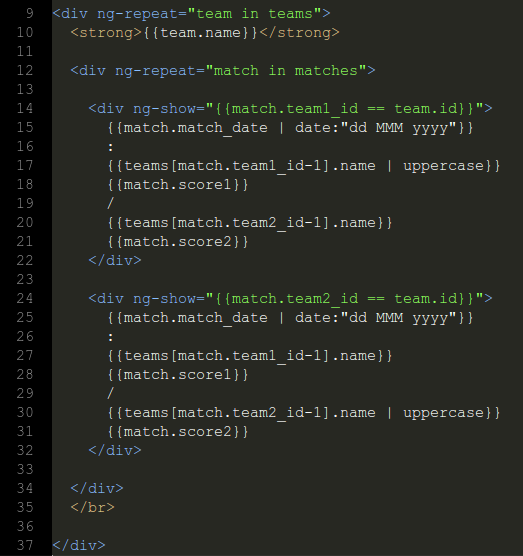 9 <div ng-repeat="team in teams">
10   <strong>{{team.name}}</strong>
11
12   <div ng-repeat="match in matches">
13
14     <div ng-show="{{match.team1_id == team.id}}">
15       {{match.match_date | date:"dd MMM yyyy"}}
16       :
17       {{teams[match.team1_id-1].name | uppercase}}
18       {{match.score1}}
19       /
20       {{teams[match.team2_id-1].name}}
21       {{match.score2}}
22     </div>
23
24     <div ng-show="{{match.team2_id == team.id}}">
25       {{match.match_date | date:"dd MMM yyyy"}}
26       :
27       {{teams[match.team1_id-1].name}}
28       {{match.score1}}
29       /
30       {{teams[match.team2_id-1].name | uppercase}}
31       {{match.score2}}
32     </div>
33
34   </div>
35   </br>
36
37 </div>